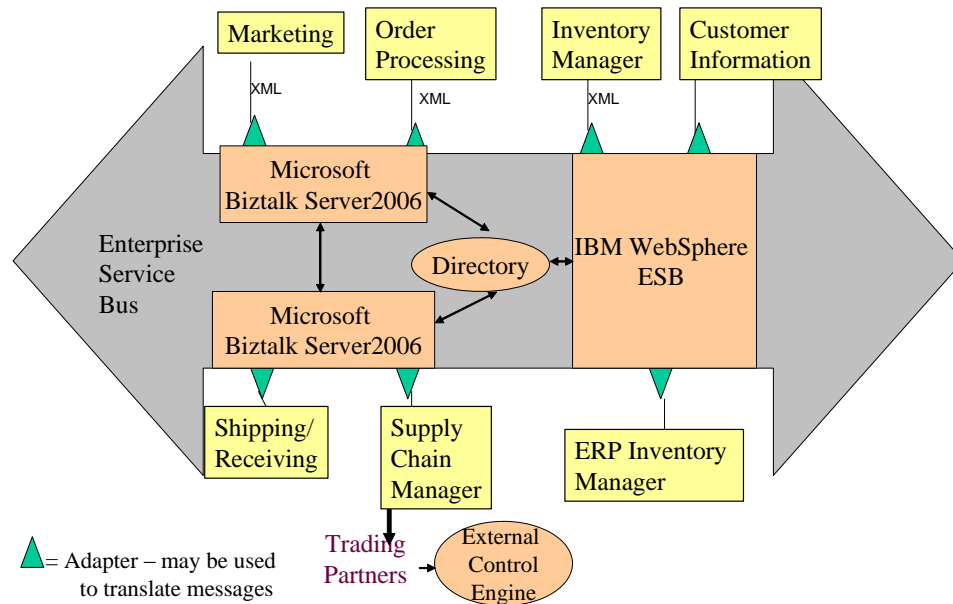 Marketing
Order
Processing
Inventory
Manager
Customer
Information
XML
XML
XML
Microsoft
Biztalk Server2006
Enterprise
Service
Bus
Directory
IBM WebSphere
ESB
Microsoft
Biztalk Server2006
Shipping/
Receiving
Supply
Chain
Manager
ERP Inventory
Manager
Trading
Partners
External
Control
Engine
= Adapter – may be used
to translate messages